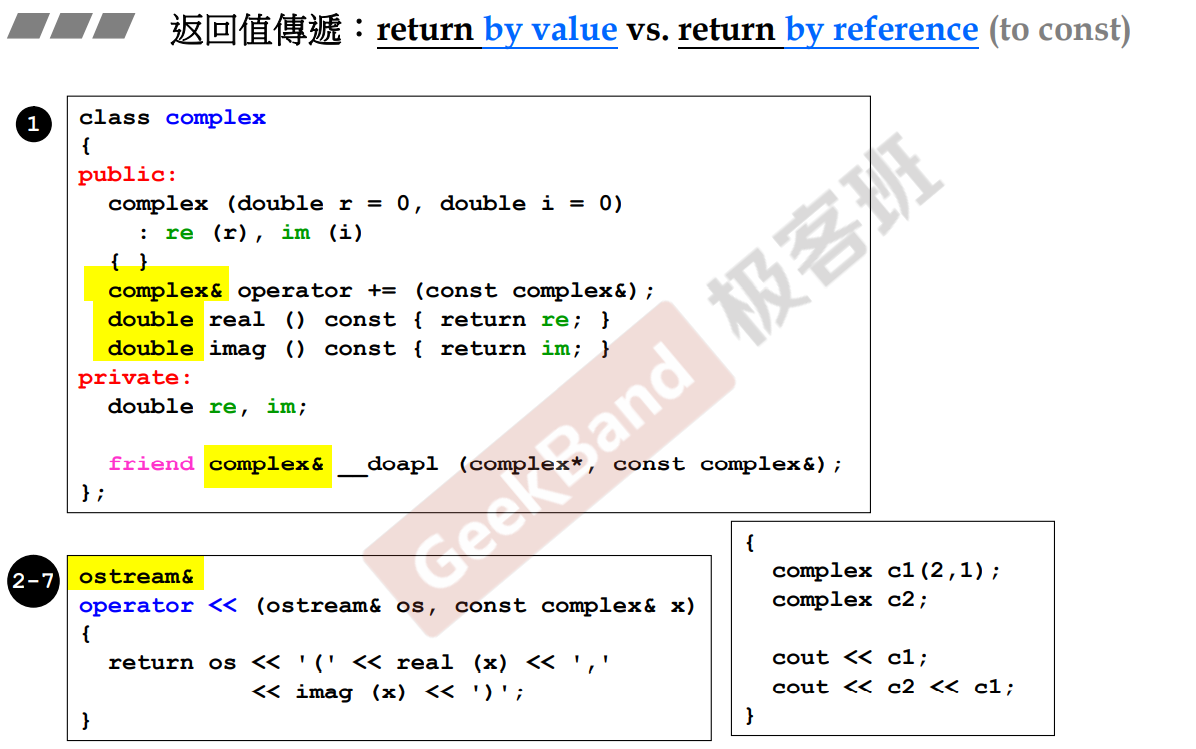 返回值傳遞：return by value vs. return by reference (to const)
1
class complex
{
public:
  complex (double r = 0, double i = 0)
    : re (r), im (i)
  { }
  complex& operator += (const complex&);
  double real () const { return re; }
  double imag () const { return im; }
private:
  double re, im;

  friend complex& __doapl (complex*, const complex&);
};
2-7
ostream&
operator << (ostream& os, const complex& x)
{
  return os << '(' << real (x) << ','
            << imag (x) << ')';
}
{
  complex c1(2,1);
  complex c2;

  cout << c1;
  cout << c2 << c1;
}
GeekBand 极客班